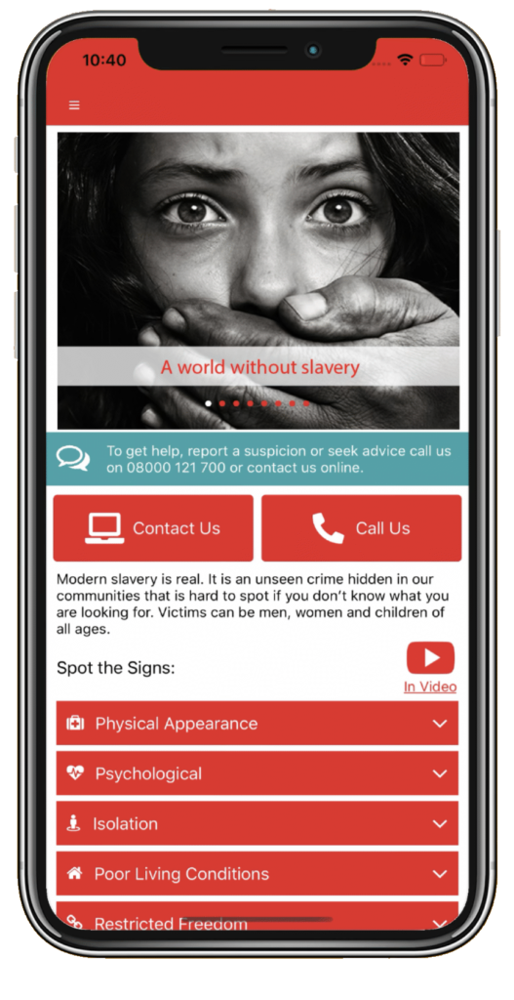 10:40
A world without slavery
To get help, report a suspicion or seek advice call us
on 08000 121 700 or contact us online.
Contact Us
Call Us
Modern slavery is real. It is an unseen crime hidden in our
communities that is hard to spot if you don’t know what you
are looking for. Victims can be men, women and children of
all ages.
Spot the Signs:
In Video
Physical Appearance
Psychological
Isolation
Poor Living Conditions
Restricted Freedom